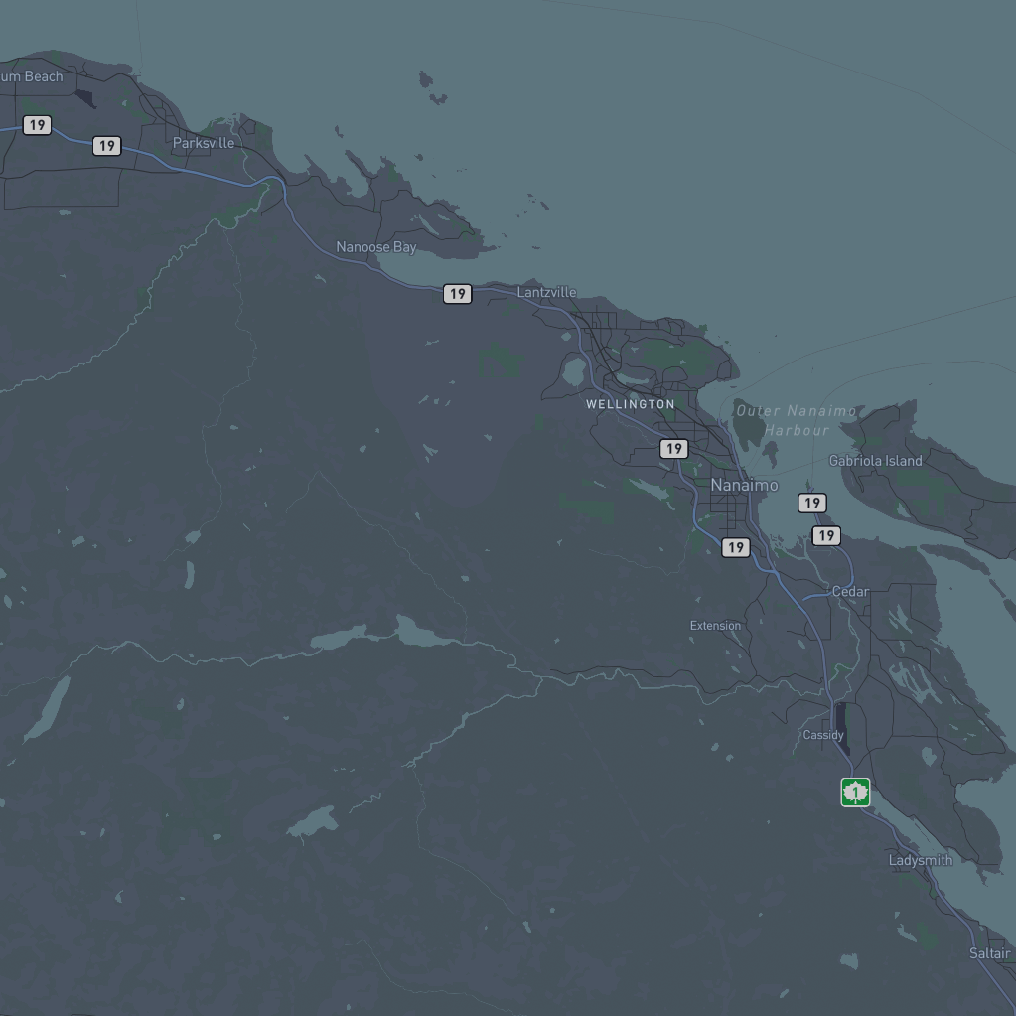 um Beach
19
19
Parksville
Nanoose Bay
19
Lantzville
WELLINGTON
Outer Nanaimo
Harbour
19
Gabriola Island
Nanaimo
19
19
19
Cedar
Extension
Cassidy
1
Ladysmith
Saltair